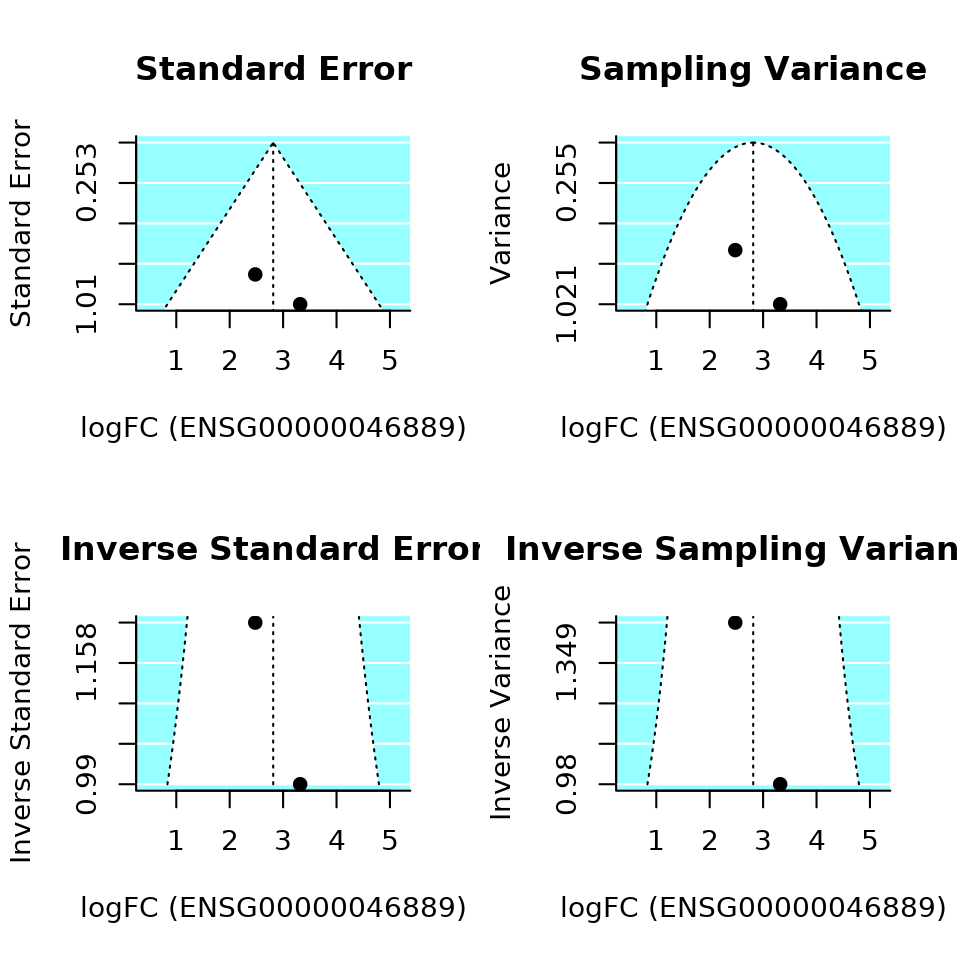 Standard Error
Standard Error
0.253
1.01
1 2 3 4 5
logFC (ENSG00000046889)
Sampling Variance
Variance
0.255
1.021
1 2 3 4 5
logFC (ENSG00000046889)
Inverse Standard Error
Inverse Standard Error
1.158
0.99
1 2 3 4 5
logFC (ENSG00000046889)
Inverse Sampling Varian
Inverse Variance
1.349
0.98
1 2 3 4 5
logFC (ENSG00000046889)